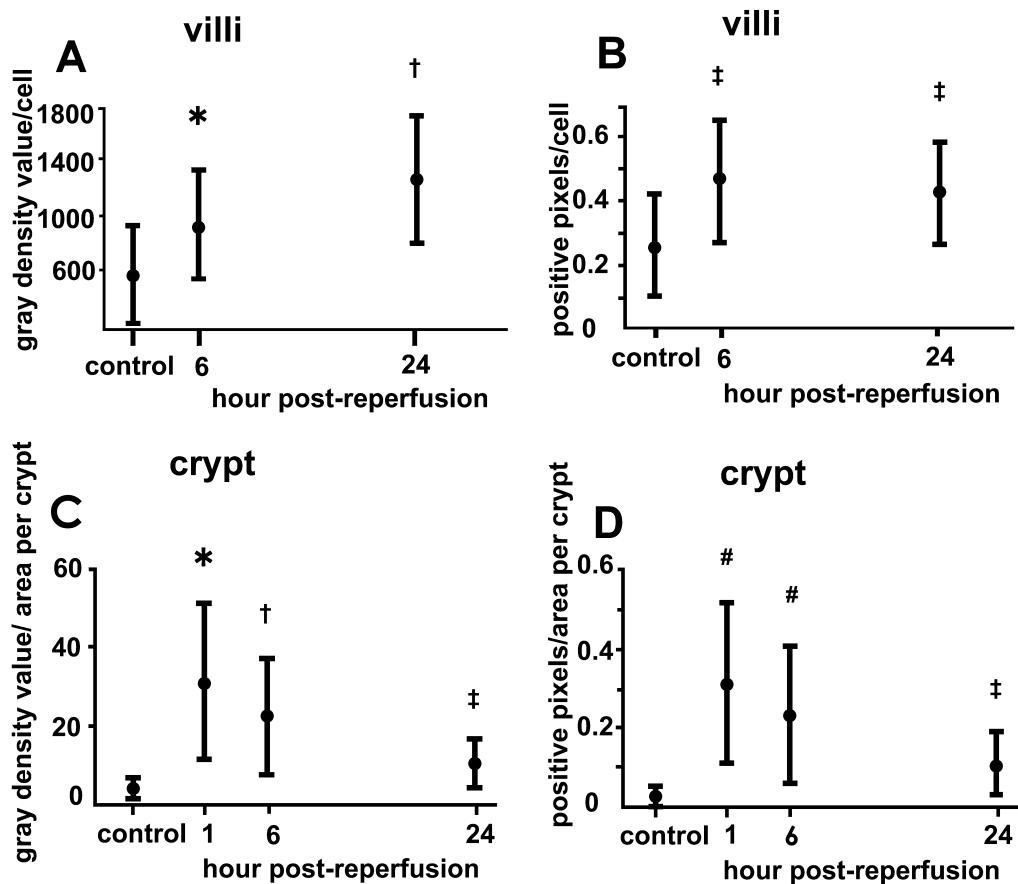 villi
A
*
†
gray density value/cell
1800
1400
1000
600
control 6 24
hour post-reperfusion
villi
B
‡
‡
positive pixels/cell
0.6
0.4
0.2
0
control 6 24
hour post-reperfusion
crypt
C
*
†
‡
gray density value/ area per crypt
60
40
20
0
control 1 6 24
hour post-reperfusion
crypt
D
#
#
‡
positive pixels/area per crypt
0.6
0.4
0.2
0
control 1 6 24
hour post-reperfusion